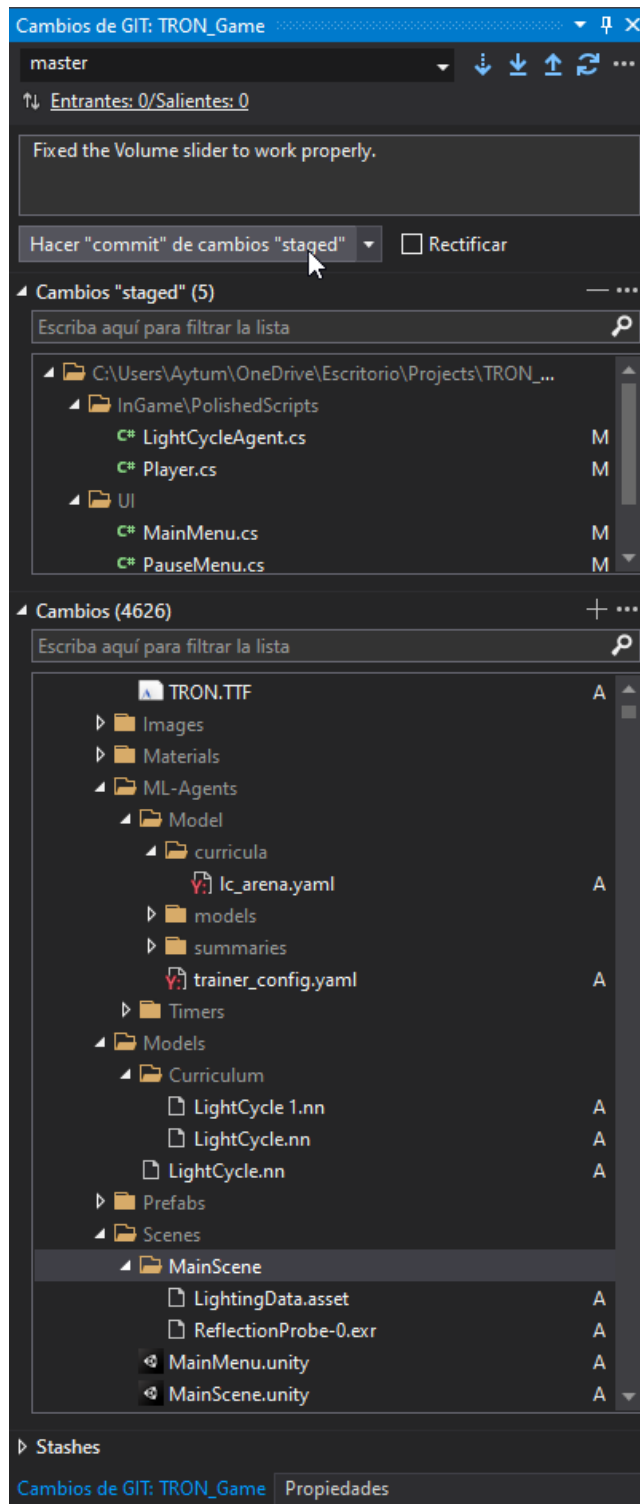 Cambios de GIT: TRON_Game
master
Entrantes: 0/Salientes: 0
Fixed the Volume slider to work properly.
Hacer "commit" de cambios "staged" Rectificar
Cambios "staged" (5)
Escriba aquí para filtrar la lista
C:\Users\Aytum\OneDrive\Escritorio\Projects\TRON_...
InGame\PolishedScripts
C# LightCycleAgent.cs M
C# Player.cs M
UI
C# MainMenu.cs M
C# PauseMenu.cs M
Cambios (4626)
Escriba aquí para filtrar la lista
TRON.TTF A
Images
Materials
ML-Agents
Model
curricula
lc_arena.yaml A
models
summaries
trainer_config.yaml A
Timers
Models
Curriculum
LightCycle 1.nn A
LightCycle.nn A
LightCycle.nn A
Prefabs
Scenes
MainScene
LightingData.asset A
ReflectionProbe-0.exr A
MainMenu.unity A
MainScene.unity A
Stashes
Cambios de GIT: TRON_Game Propiedades